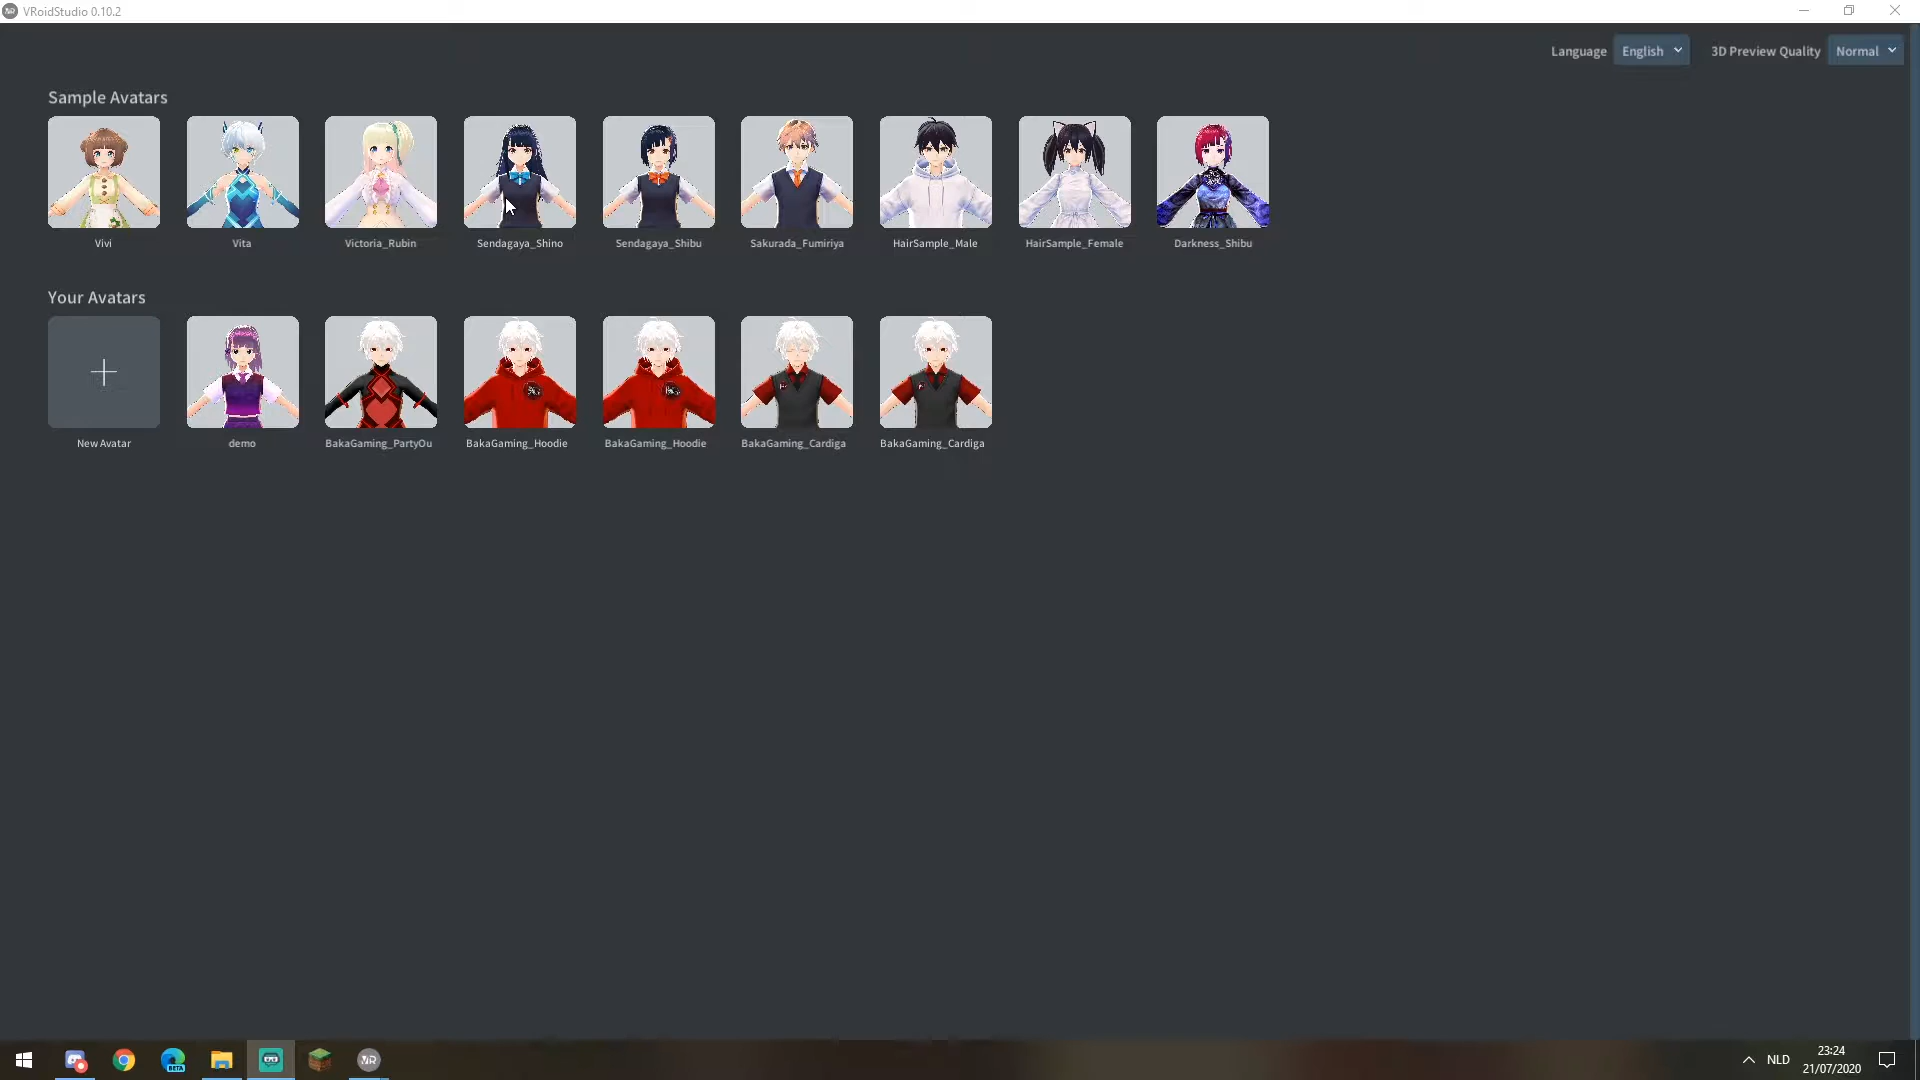 VRoidStudio 0.10.2
Language English 3D Preview Quality Normal
Sample Avatars
Vivi Vita Victoria_Rubin Sendagaya_Shino Sendagaya_Shibu Sakurada_Fumiriya HairSample_Male HairSample_Female Darkness_Shibu
Your Avatars
New Avatar demo BakaGaming_PartyOu BakaGaming_Hoodie BakaGaming_Hoodie BakaGaming_Cardiga BakaGaming_Cardiga
BETA
NLD
23:24
21/07/2020